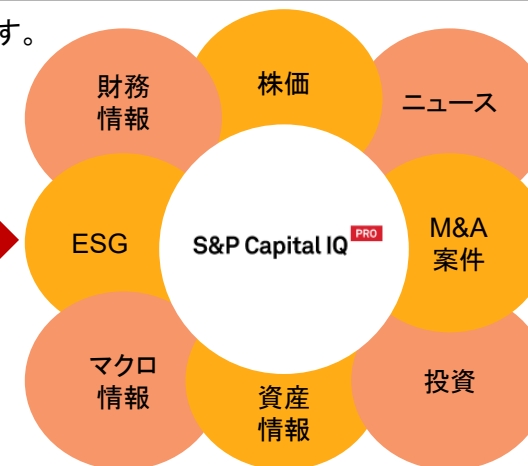 す。
株価
財務
情報
ニュース
ESG
S&P Capital IQ PRO
M&A
案件
マクロ
情報
資産
情報
投資